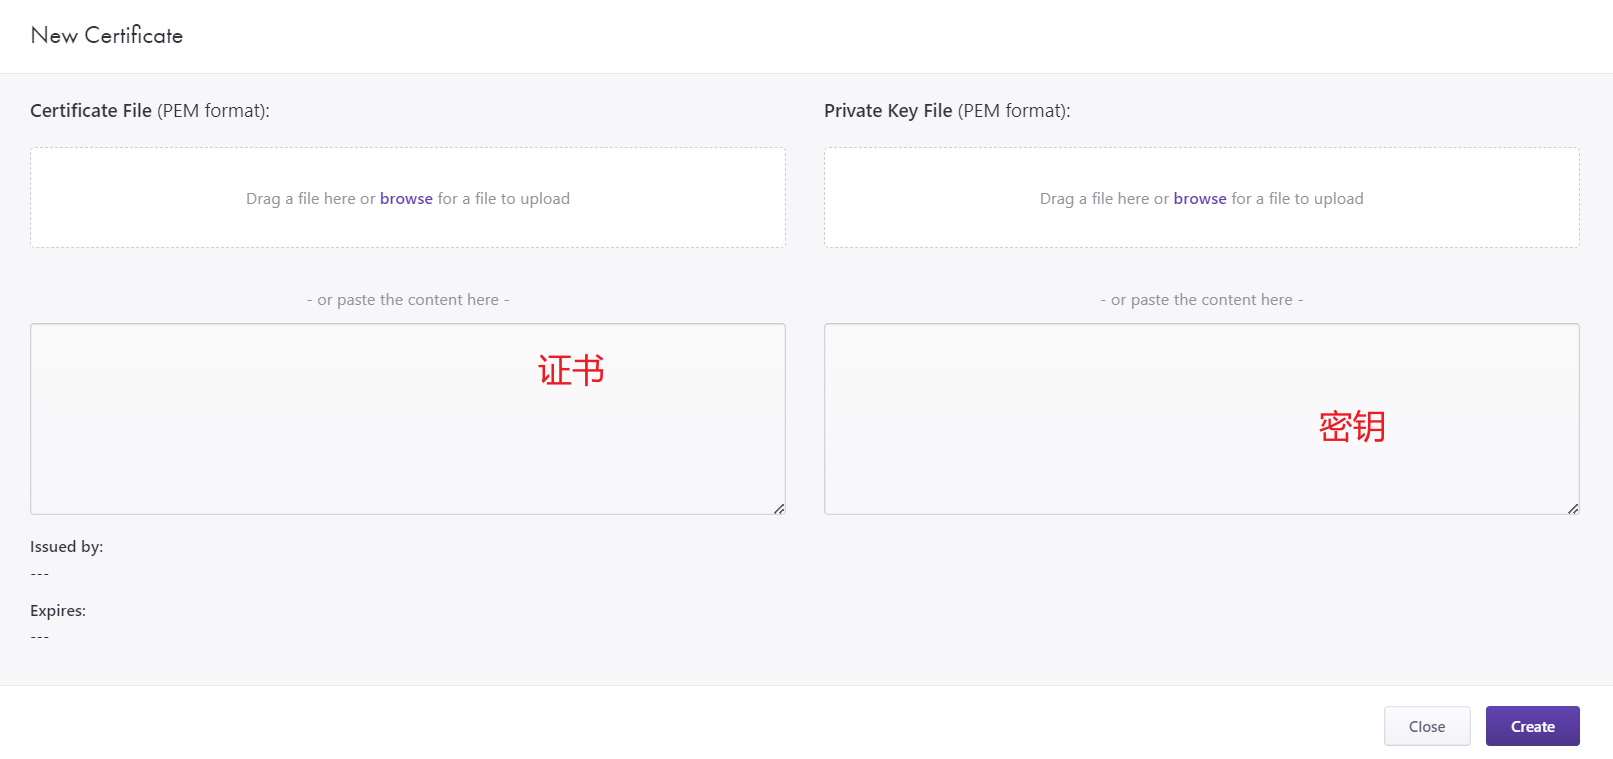 New Certificate
Certificate File (PEM format):
Drag a file here or browse for a file to upload
- or paste the content here -
证书
Issued by:
---
Expires:
---
Private Key File (PEM format):
Drag a file here or browse for a file to upload
- or paste the content here -
密钥
Close
Create